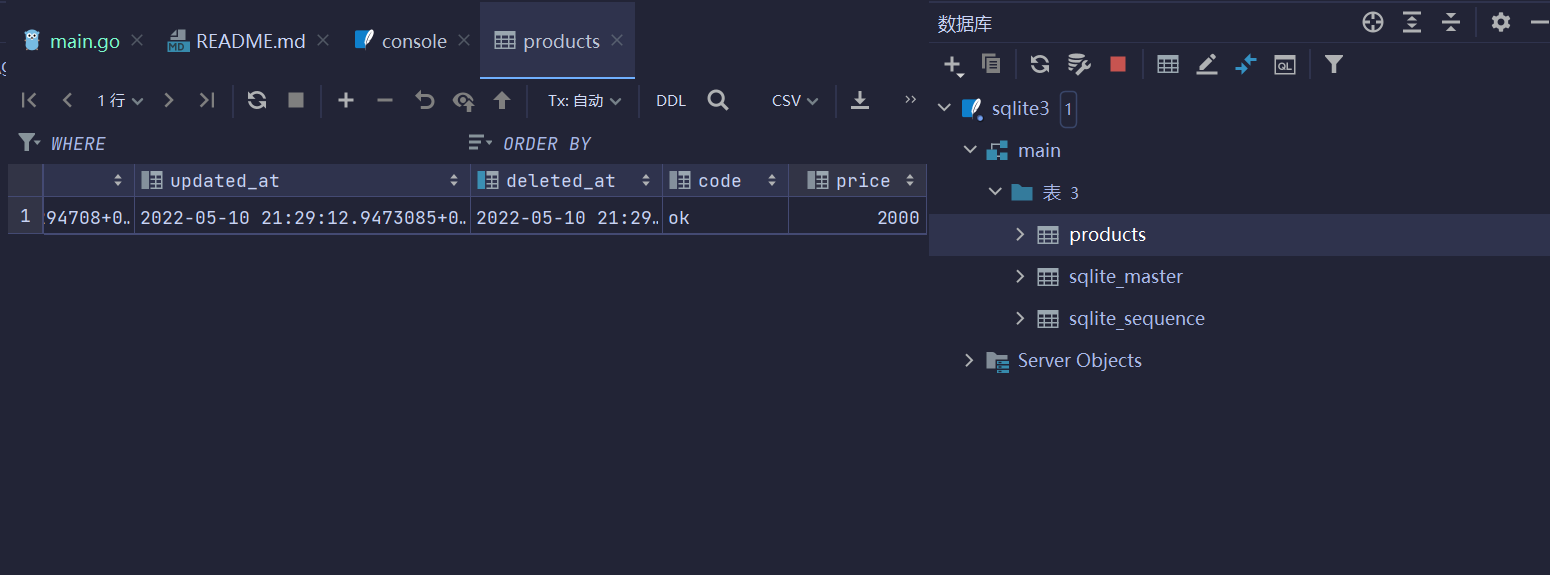 main.go README.md console products
1 行 Tx: 自动 DDL CSV
WHERE ORDER BY
updated_at deleted_at code price
1 94708+0… 2022-05-10 21:29:12.9473085+0… 2022-05-10 21:29… ok 2000
数据库
QL
sqlite3 1
main
表 3
products
sqlite_master
sqlite_sequence
Server Objects